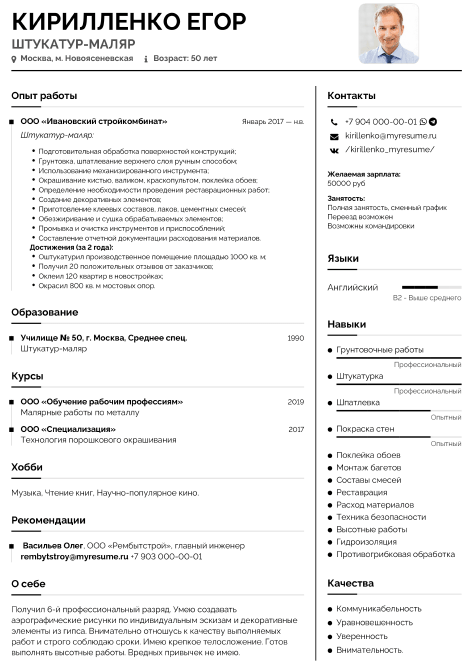 КИРИЛЛЕНКО ЕГОР
ШТУКАТУР-МАЛЯР
Москва, м. Новоясеневская Возраст: 50 лет
Опыт работы
ООО «Ивановский стройкомбинат» Январь 2017 — н.в.
Штукатур-маляр:
Подготовительная обработка поверхностей конструкций;
Грунтовка, шпатлевание верхнего слоя ручным способом;
Использование механизированного инструмента;
Окрашивание кистью, валиком, краскопультом, поклейка обоев;
Определение необходимости проведения реставрационных работ;
Создание декоративных элементов;
Приготовление клеевых составов, лаков, цементных смесей;
Обезжиривание и сушка обрабатываемых элементов;
Промывка и очистка инструментов и приспособлений;
Составление отчетной документации расходования материалов.
Достижения (за 2 года):
Оштукатурил производственное помещение площадью 1000 кв. м;
Получил 20 положительных отзывов от заказчиков;
Оклеил 120 квартир в новостройках;
Окрасил 800 кв. м мостовых опор.
Образование
Училище № 50, г. Москва, Среднее спец. 1990
Штукатур-маляр
Курсы
ООО «Обучение рабочим профессиям» 2019
Малярные работы по металлу
ООО «Специализация» 2017
Технология порошкового окрашивания
Хобби
Музыка. Чтение книг. Научно-популярное кино.
Рекомендации
Васильев Олег, ООО «Рембытстрой», главный инженер
rembytstroy@myresume.ru +7 903 000-00-01
О себе
Получил 6-й профессиональный разряд. Умею создавать
аэрографические рисунки по индивидуальным эскизам и декоративные
элементы из гипса. Внимательно отношусь к качеству выполняемых
работ и строго соблюдаю сроки. Имею крепкое телосложение. Готов
выполнять высотные работы. Вредных привычек не имею.
Контакты
+7 904 000-00-01
kirillenko@myresume.ru
/kirillenko_myresume/
Желаемая зарплата:
50000 руб
Занятость:
Полная занятость, сменный график
Переезд возможен
Возможны командировки
Языки
Английский
B2 - Выше среднего
Навыки
Грунтовочные работы
Профессиональный
Штукатурка
Профессиональный
Шпатлевка
Опытный
Покраска стен
Опытный
Поклейка обоев
Монтаж багетов
Составы смесей
Реставрация
Расход материалов
Техника безопасности
Высотные работы
Гидроизоляция
Противогрибковая обработка
Качества
Коммуникабельность
Уравновешенность
Уверенность
Внимательность.